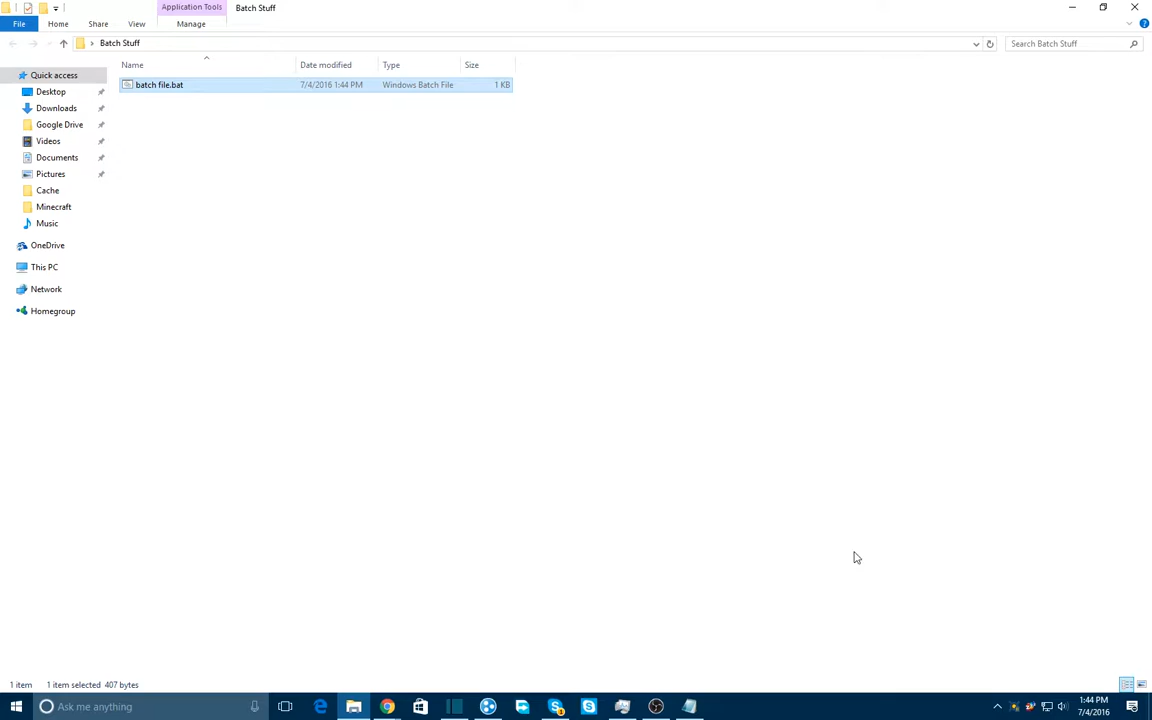 Application Tools
Batch Stuff
File
Home
Share
View
Manage
Batch Stuff
Search Batch Stuff
Name
Date modified
Type
Size
batch file.bat
7/4/2016 1:44 PM
Windows Batch File
1 KB
Quick access
Desktop
Downloads
Google Drive
Videos
Documents
Pictures
Cache
Minecraft
Music
OneDrive
This PC
Network
Homegroup
1 item
1 item selected 407 bytes
Ask me anything
1:44 PM
7/4/2016